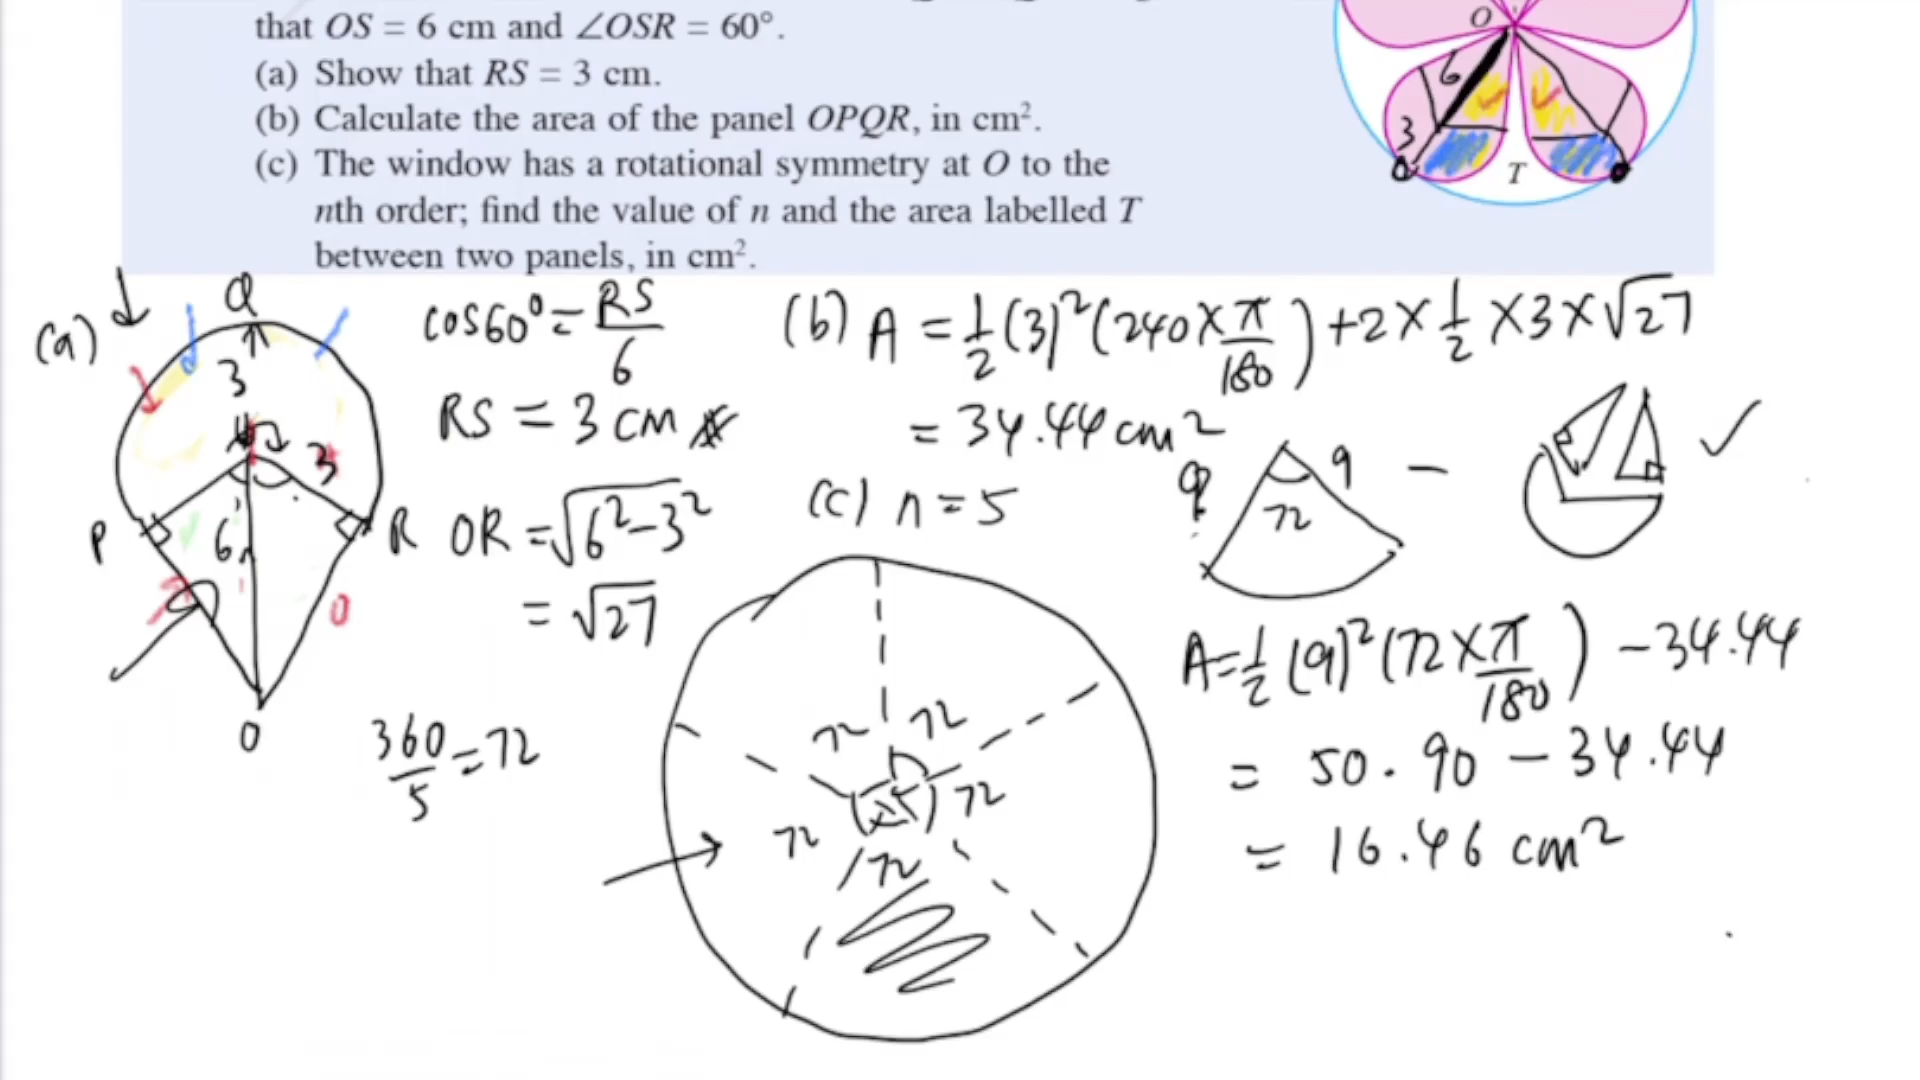 that OS = 6 cm and ∠OSR = 60°.
(a) Show that RS = 3 cm.
(b) Calculate the area of the panel OPQR, in cm².
(c) The window has a rotational symmetry at O to the
nth order; find the value of n and the area labelled T
between two panels, in cm².
O
6
3
Q
T
(a)
Q
3
3
P
6
R
O
O
cos60° = RS/6
RS = 3 cm
OR = √(6² − 3²)
= √27
360/5 = 72
(b) A = 1/2 (3)² (240 × π/180) + 2 × 1/2 × 3 × √27
= 34.44 cm²
(c) n = 5
9
9
72
−
✓
A = 1/2 (9)² (72 × π/180) − 34.44
= 50.90 − 34.44
= 16.46 cm²
72
72
72
72
72
(×5)